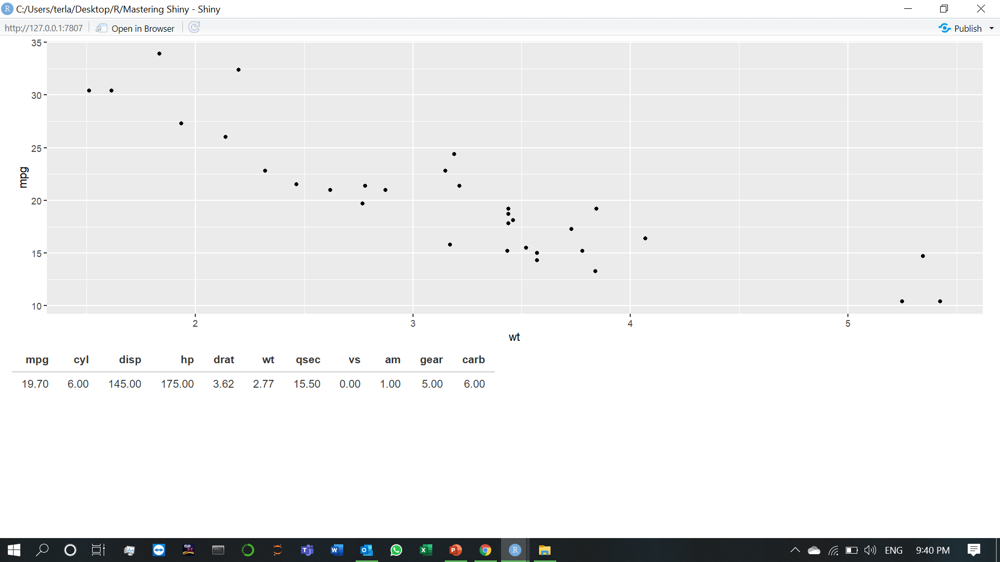 R C:/Users/terla/Desktop/R/Mastering Shiny - Shiny
http://127.0.0.1:7807 Open in Browser Publish
35
30
25
20
15
10
mpg
2 3 4 5
wt
mpg cyl disp hp drat wt qsec vs am gear carb
19.70 6.00 145.00 175.00 3.62 2.77 15.50 0.00 1.00 5.00 6.00
CLD
E-T
T W O X P R ENG 9:40 PM